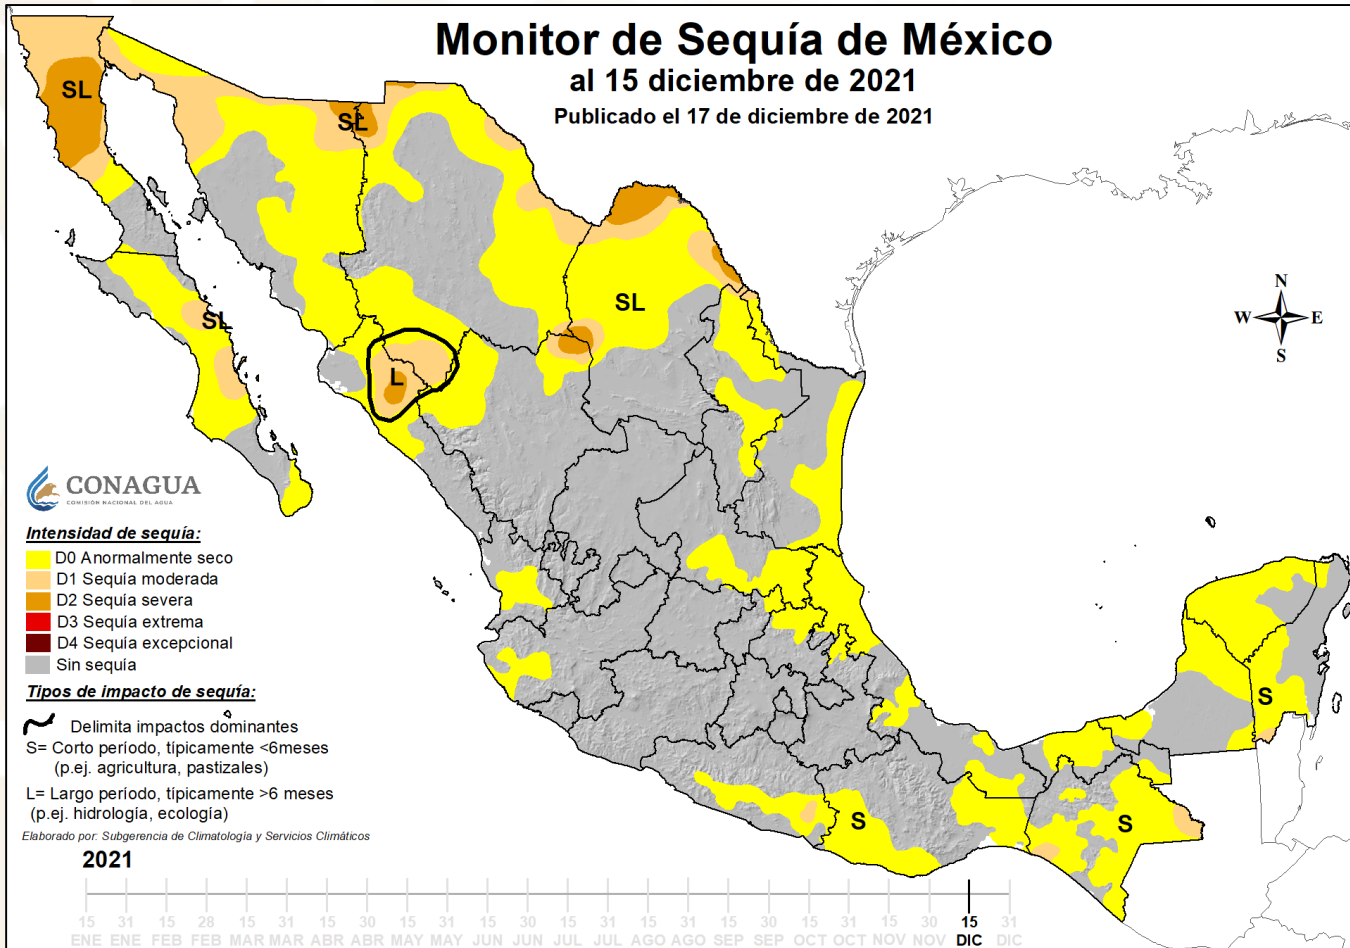 Monitor de Sequía de México
al 15 diciembre de 2021
Publicado el 17 de diciembre de 2021
SL
SL
SL
SL
L
S
S
S
N
W E
S
CONAGUA
COMISIÓN NACIONAL DEL AGUA
Intensidad de sequía:
D0 Anormalmente seco
D1 Sequía moderada
D2 Sequía severa
D3 Sequía extrema
D4 Sequía excepcional
Sin sequía
Tipos de impacto de sequía:
Delimita impactos dominantes
S= Corto período, típicamente <6meses
(p.ej. agricultura, pastizales)
L= Largo período, típicamente >6 meses
(p.ej. hidrología, ecología)
Elaborado por: Subgerencia de Climatología y Servicios Climáticos
2021
15 31 15 28 15 31 15 30 15 31 15 30 15 31 15 31 15 30 15 31 15 30 15 31
ENE ENE FEB FEB MAR MAR ABR ABR MAY MAY JUN JUN JUL JUL AGO AGO SEP SEP OCT OCT NOV NOV DIC DIC